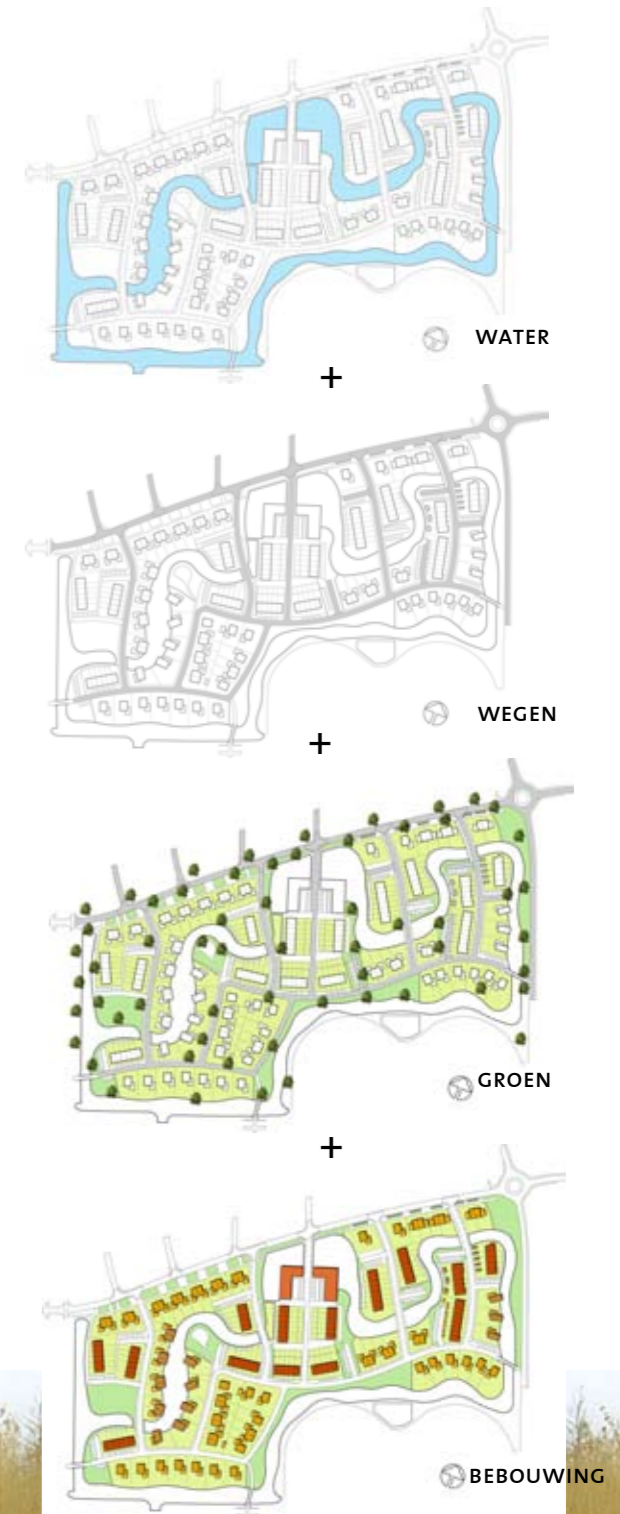 WATER
+
WEGEN
+
GROEN
+
BEBOUWING